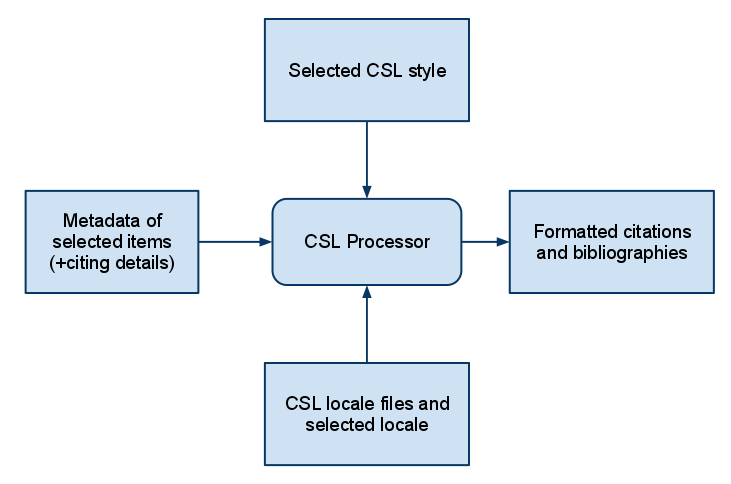 Selected CSL style
Metadata of
selected items
(+citing details)
CSL Processor
Formatted citations
and bibliographies
CSL locale files and
selected locale